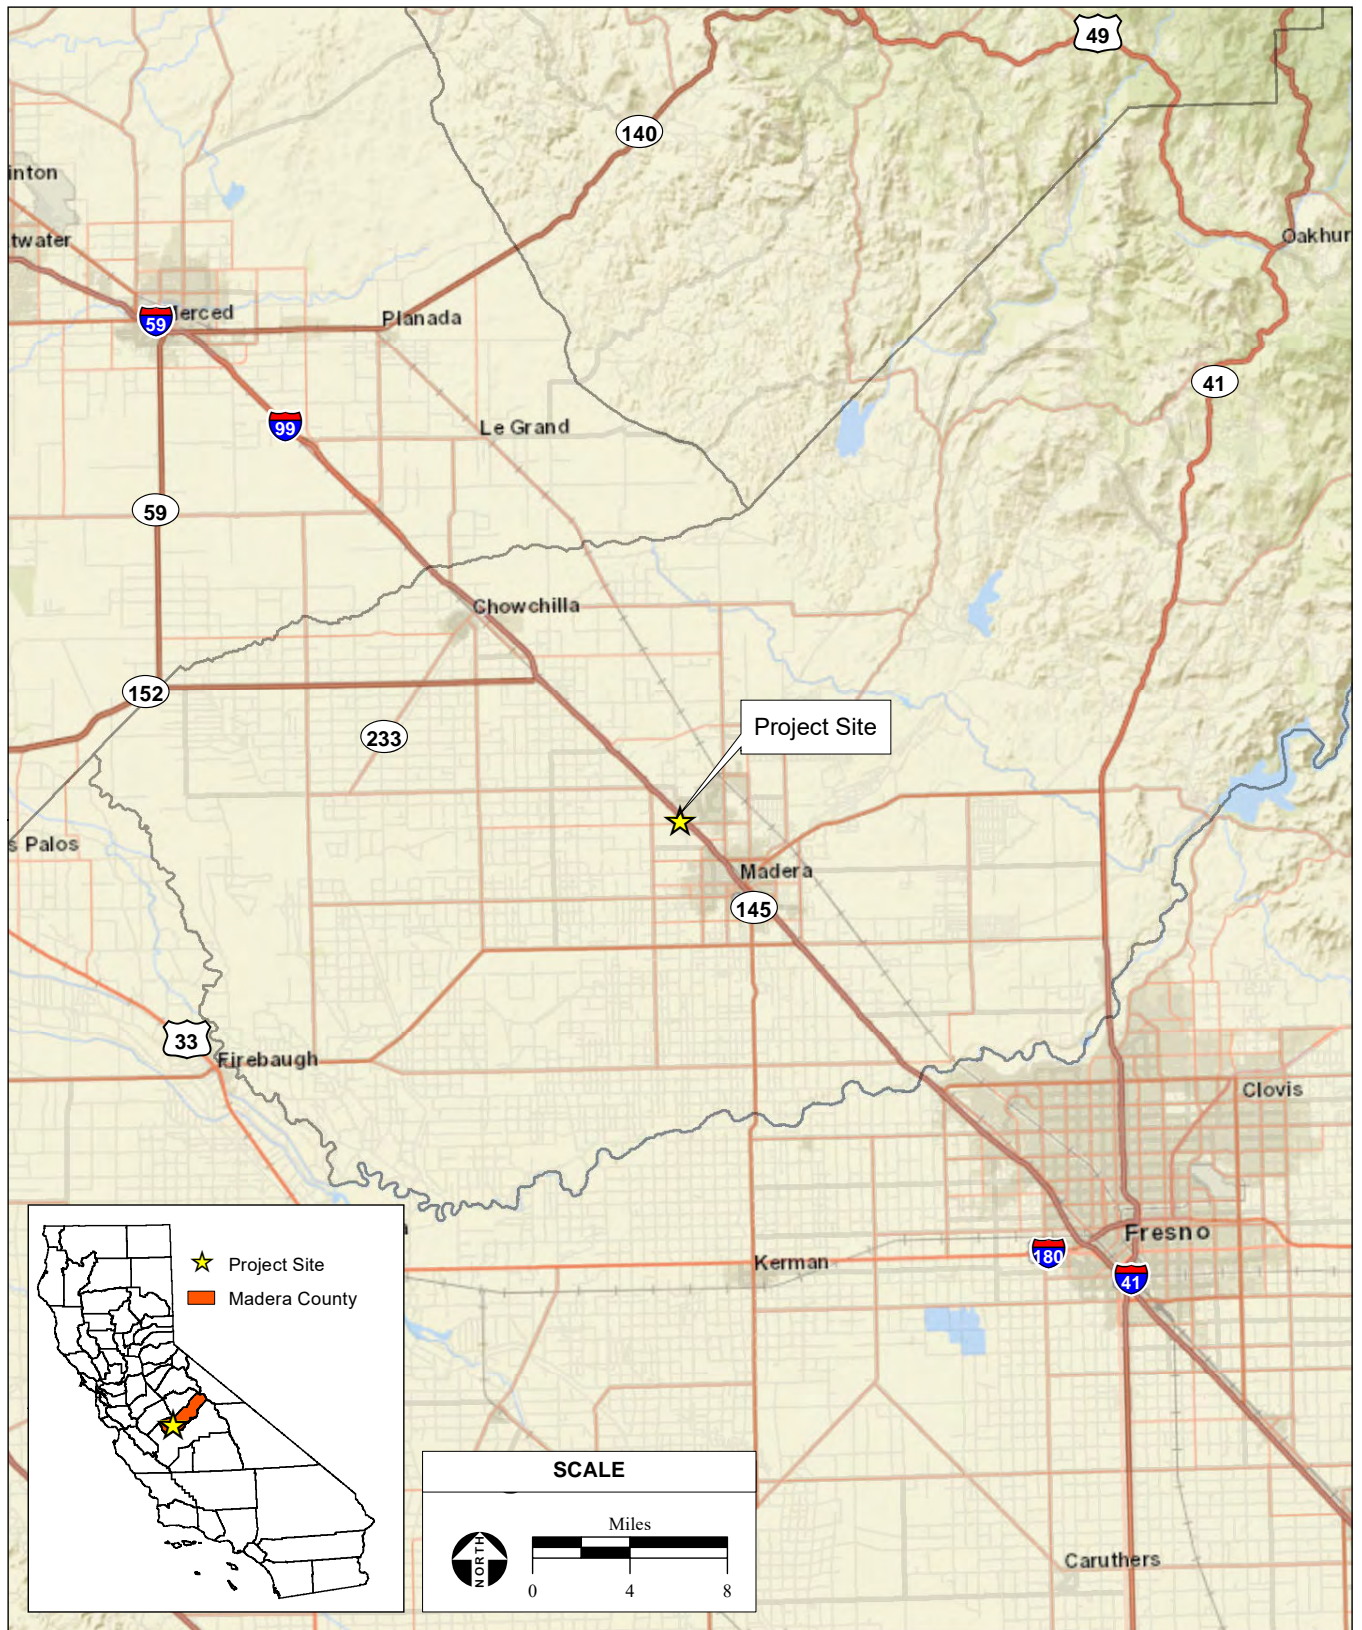 49
140
inton
twater
Oakhur
Merced
59
Planada
41
99
Le Grand
59
Chowchilla
152
233
Project Site
s Palos
Madera
145
33
Firebaugh
Clovis
Fresno
Kerman
180
41
Project Site
Madera County
SCALE
Miles
NORTH
0 4 8
Caruthers